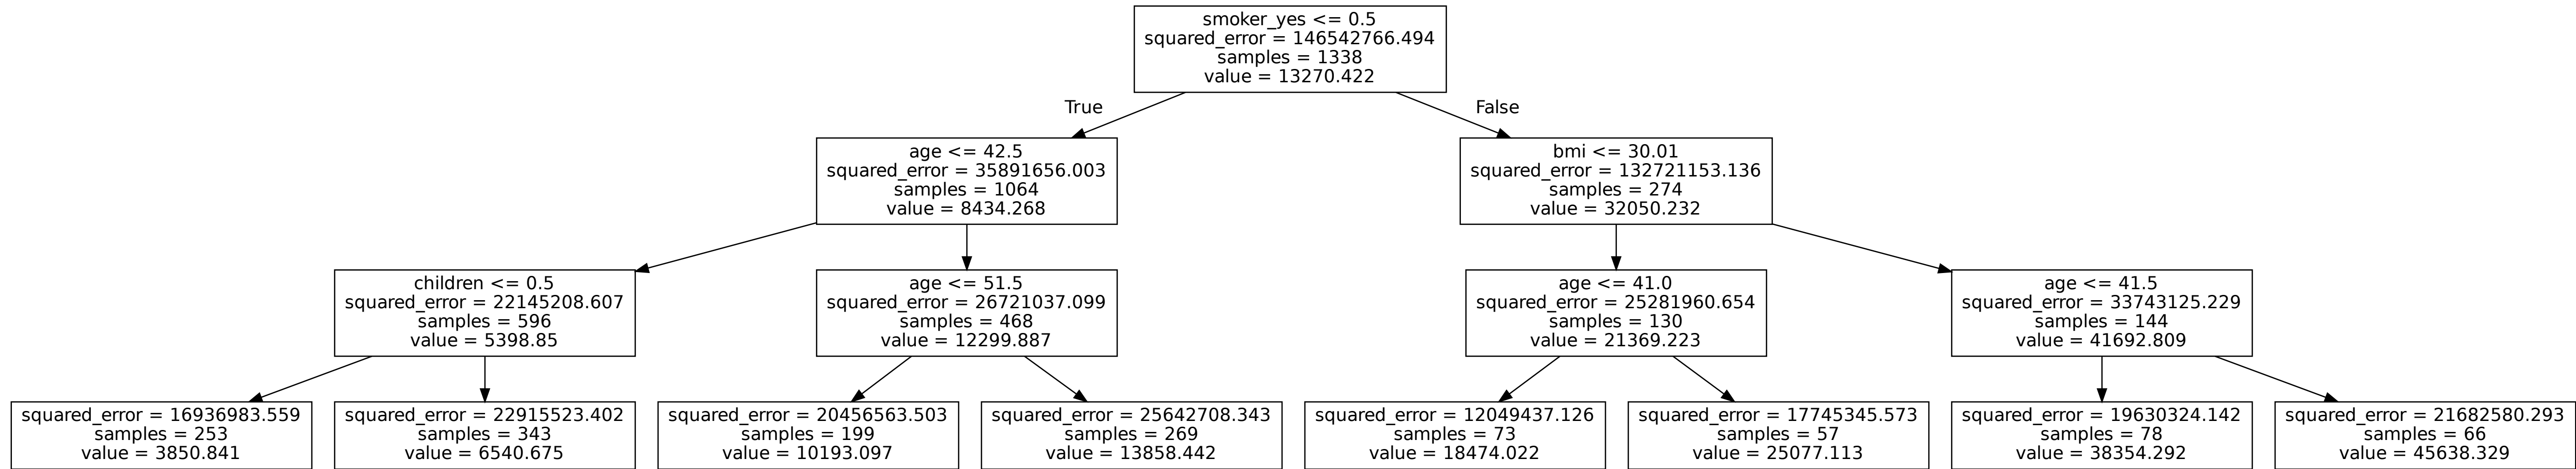 smoker_yes <= 0.5
squared_error = 146542766.494
samples = 1338
value = 13270.422
True
False
age <= 42.5
squared_error = 35891656.003
samples = 1064
value = 8434.268
bmi <= 30.01
squared_error = 132721153.136
samples = 274
value = 32050.232
children <= 0.5
squared_error = 22145208.607
samples = 596
value = 5398.85
age <= 51.5
squared_error = 26721037.099
samples = 468
value = 12299.887
age <= 41.0
squared_error = 25281960.654
samples = 130
value = 21369.223
age <= 41.5
squared_error = 33743125.229
samples = 144
value = 41692.809
squared_error = 16936983.559
samples = 253
value = 3850.841
squared_error = 22915523.402
samples = 343
value = 6540.675
squared_error = 20456563.503
samples = 199
value = 10193.097
squared_error = 25642708.343
samples = 269
value = 13858.442
squared_error = 12049437.126
samples = 73
value = 18474.022
squared_error = 17745345.573
samples = 57
value = 25077.113
squared_error = 19630324.142
samples = 78
value = 38354.292
squared_error = 21682580.293
samples = 66
value = 45638.329